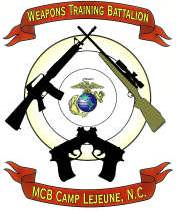 WEAPONS TRAINING BATTALION
MCB CAMP LEJEUNE, N.C.